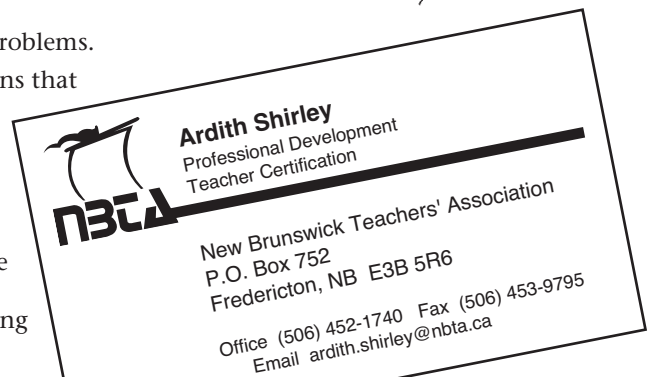 roblems.
ns that
e
ng
Ardith Shirley
Professional Development
Teacher Certification
nbta
New Brunswick Teachers' Association
P.O. Box 752
Fredericton, NB E3B 5R6
Office (506) 452-1740 Fax (506) 453-9795
Email ardith.shirley@nbta.ca